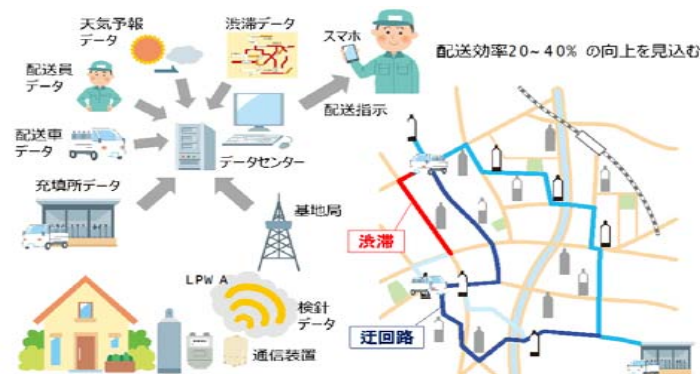 天気予報
データ
渋滞データ
スマホ
配送効率20~40% の向上を見込む
配送員
データ
配送指示
配送車
データ
データセンター
充填所データ
基地局
渋滞
LPWA
検針
データ
通信装置
迂回路